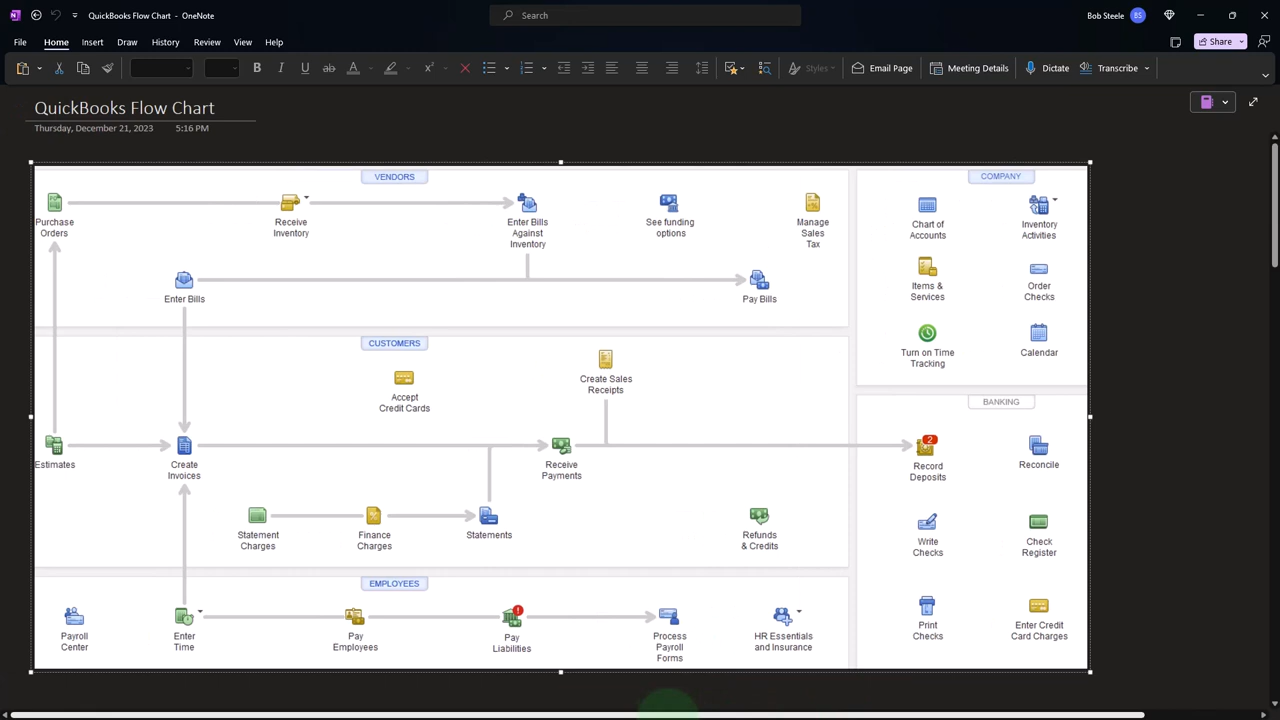 QuickBooks Flow Chart - OneNote
Search
Bob Steele
BS
File
Home
Insert
Draw
History
Review
View
Help
Share
B
I
U
ab
A
x
Styles
Email Page
Meeting Details
Dictate
Transcribe
QuickBooks Flow Chart
Thursday, December 21, 2023
5:16 PM
VENDORS
Purchase
Orders
Receive
Inventory
Enter Bills
Against
Inventory
See funding
options
Manage
Sales
Tax
Enter Bills
Pay Bills
COMPANY
Chart of
Accounts
Inventory
Activities
Items &
Services
Order
Checks
Turn on Time
Tracking
Calendar
CUSTOMERS
Accept
Credit Cards
Create Sales
Receipts
Estimates
Create
Invoices
Receive
Payments
Statement
Charges
Finance
Charges
Statements
Refunds
& Credits
BANKING
2
Record
Deposits
Reconcile
Write
Checks
Check
Register
Print
Checks
Enter Credit
Card Charges
EMPLOYEES
Payroll
Center
Enter
Time
Pay
Employees
Pay
Liabilities
Process
Payroll
Forms
HR Essentials
and Insurance